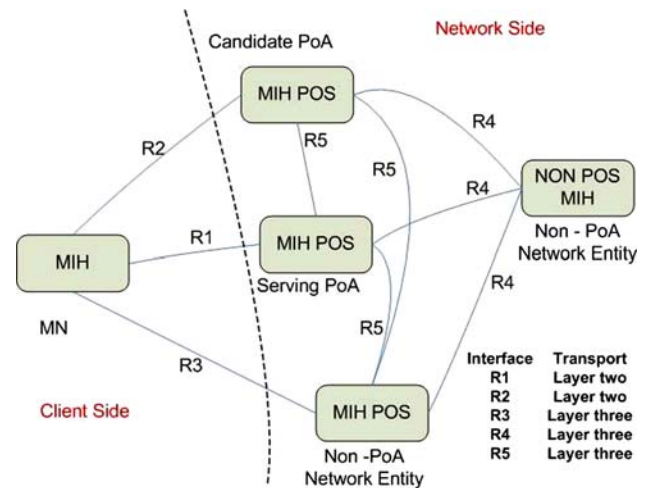 Candidate PoA
Network Side
MIH POS
R4
R2
R5
R5
NON POS
MIH
R4
Non - PoA
Network Entity
R1
MIH POS
MIH
Serving PoA
R4
MN
R5
R3
Interface Transport
R1 Layer two
R2 Layer two
R3 Layer three
R4 Layer three
R5 Layer three
Client Side
MIH POS
Non -PoA
Network Entity